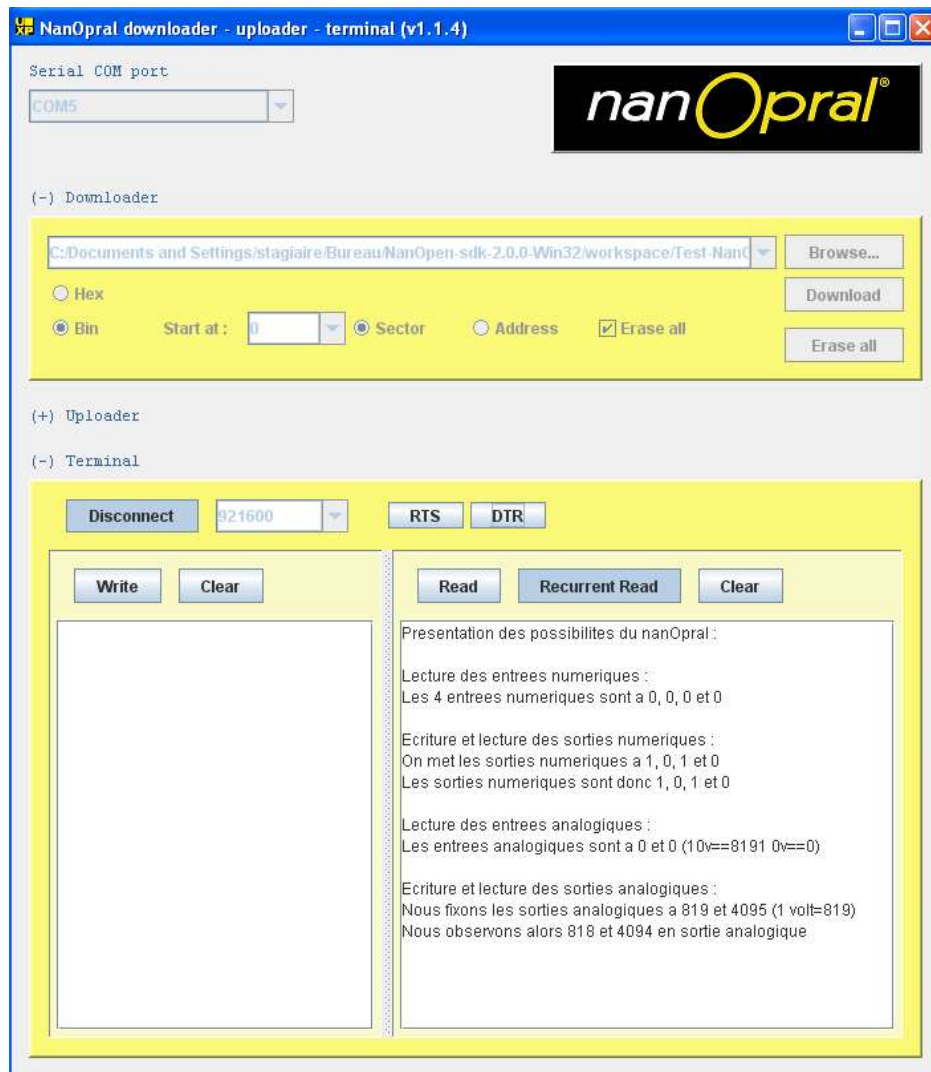 NanOpral downloader - uploader - terminal (v1.1.4)
Serial COM port
COM5
nanOpral®
(-) Downloader
C:/Documents and Settings/stagiaire/Bureau/NanOpen-sdk-2.0.0-Win32/workspace/Test-Nan
Browse...
Hex
Download
Bin Start at : 0 Sector Address Erase all
Erase all
(+) Uploader
(-) Terminal
Disconnect 921600 RTS DTR
Write Clear
Read Recurrent Read Clear
Presentation des possibilites du nanOpral :
Lecture des entrees numeriques :
Les 4 entrees numeriques sont a 0, 0, 0 et 0
Ecriture et lecture des sorties numeriques :
On met les sorties numeriques a 1, 0, 1 et 0
Les sorties numeriques sont donc 1, 0, 1 et 0
Lecture des entrees analogiques :
Les entrees analogiques sont a 0 et 0 (10v==8191 0v==0)
Ecriture et lecture des sorties analogiques :
Nous fixons les sorties analogiques a 819 et 4095 (1 volt=819)
Nous observons alors 818 et 4094 en sortie analogique